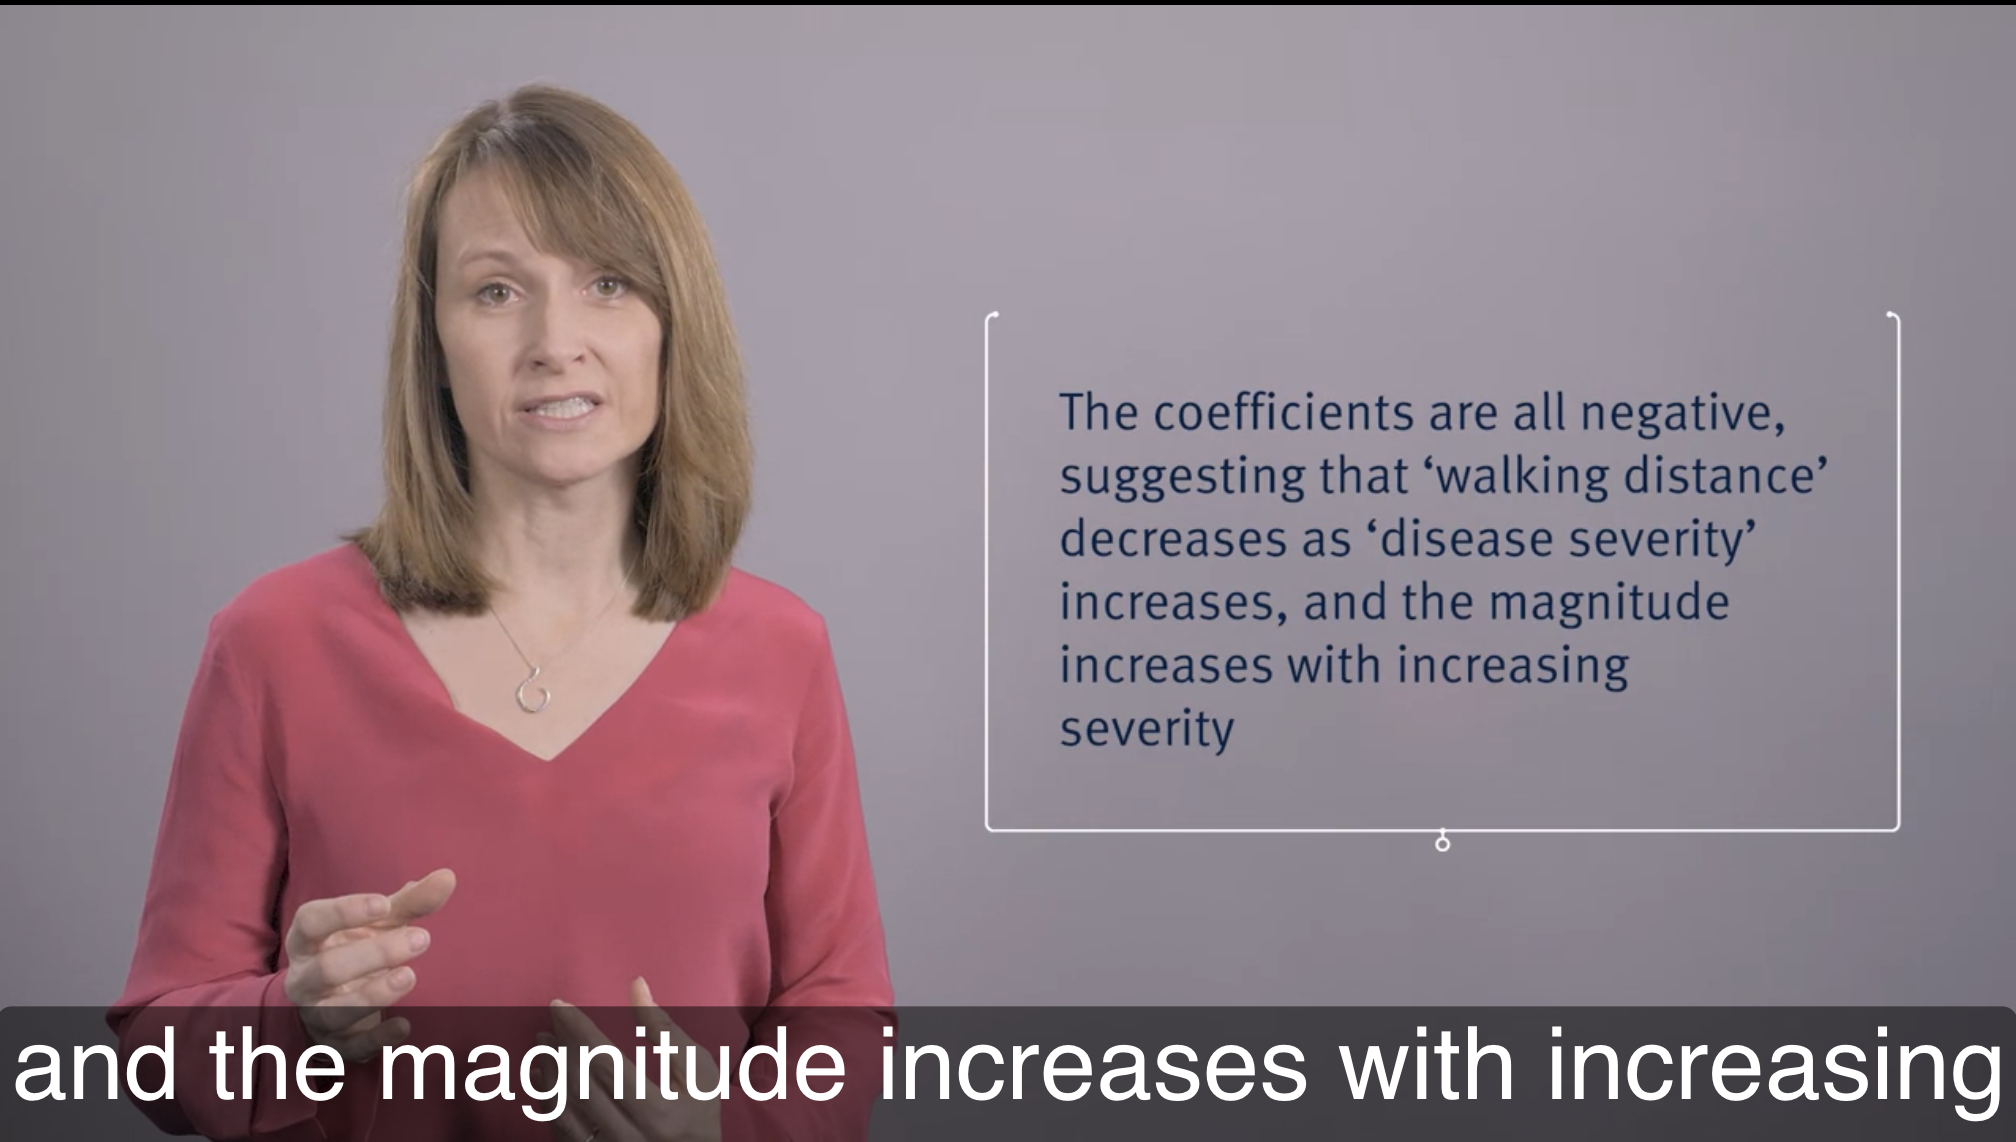 The coefficients are all negative,
suggesting that ‘walking distance’
decreases as ‘disease severity’
increases, and the magnitude
increases with increasing
severity
and the magnitude increases with increasing